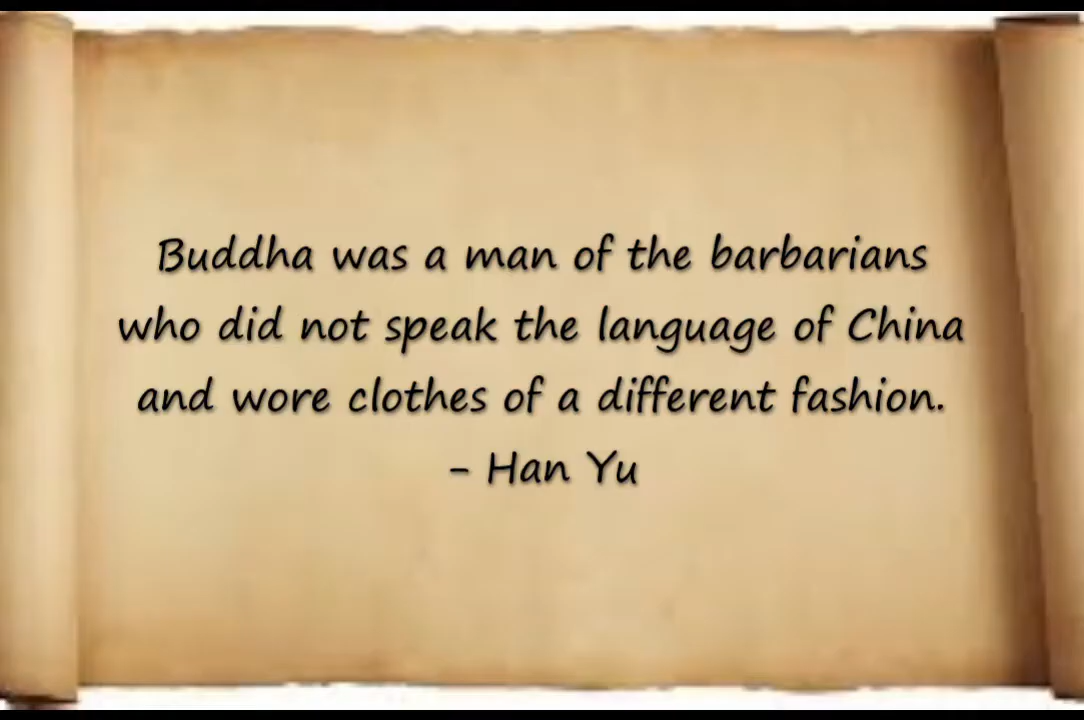 Buddha was a man of the barbarians
who did not speak the language of China
and wore clothes of a different fashion.
- Han Yu